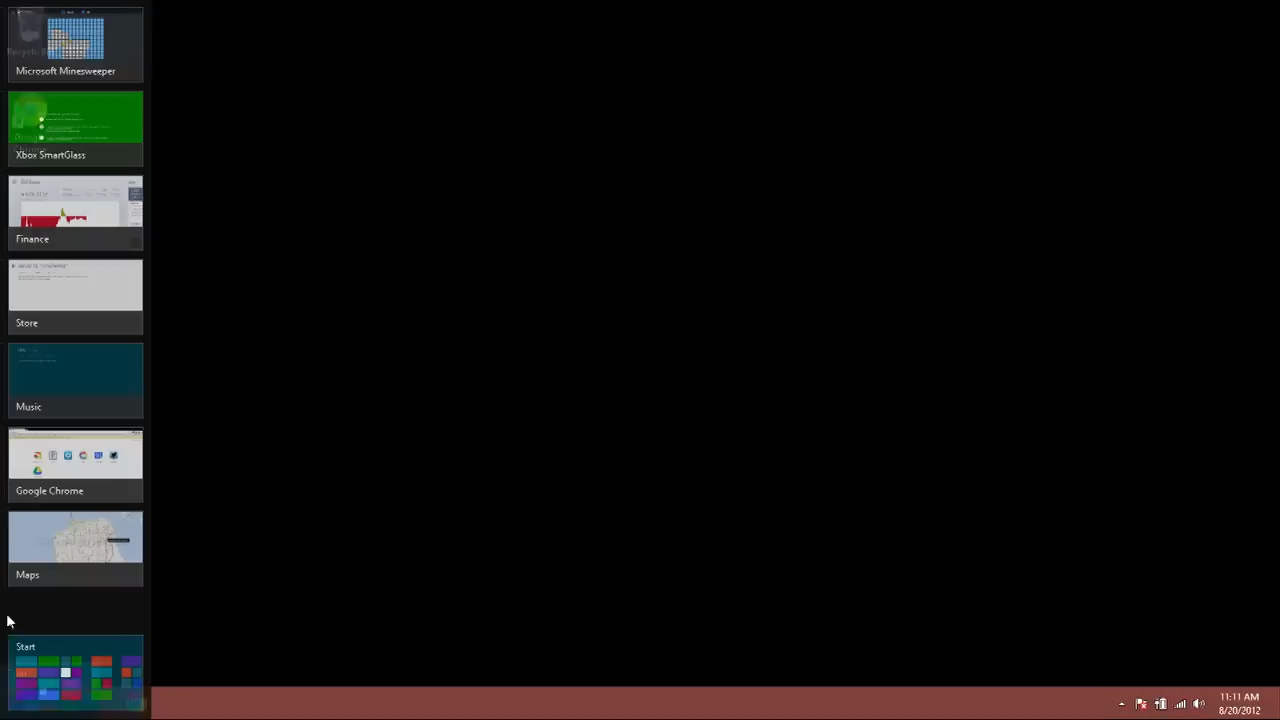 Microsoft Minesweeper
Xbox SmartGlass
Finance
Store
Music
Google Chrome
Maps
Start
11:11 AM
8/20/2012